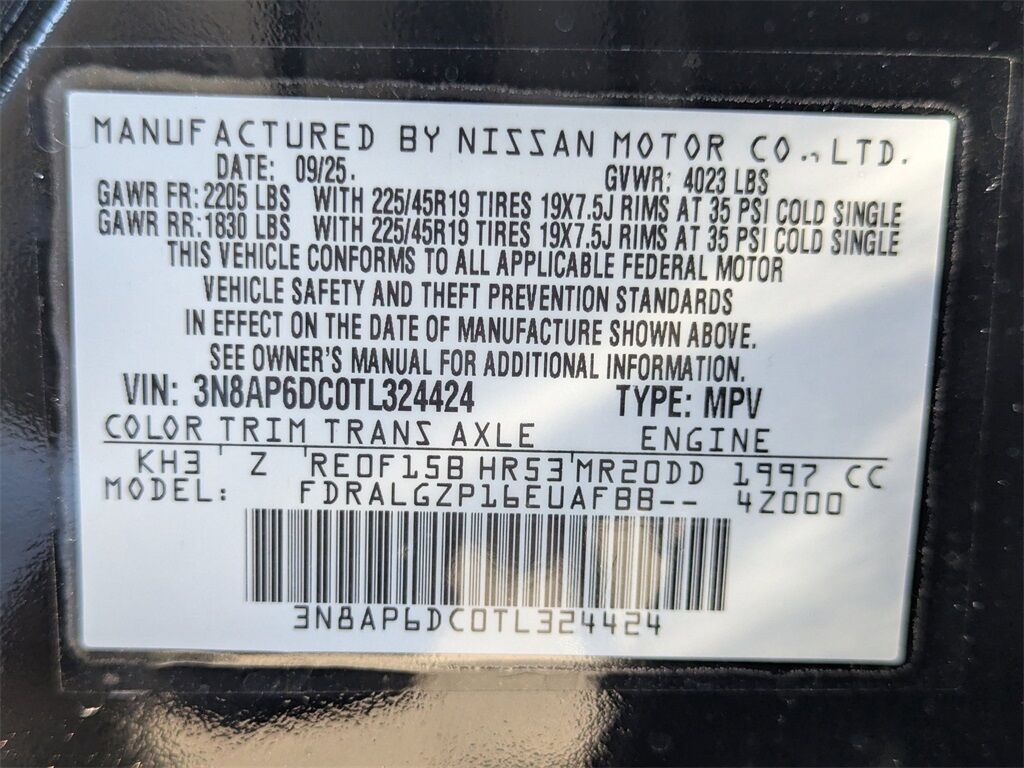 MANUFACTURED BY NISSAN MOTOR CO., LTD.
DATE: 09/25. GVWR: 4023 LBS
GAWR FR: 2205 LBS WITH 225/45R19 TIRES 19X7.5J RIMS AT 35 PSI COLD SINGLE
GAWR RR: 1830 LBS WITH 225/45R19 TIRES 19X7.5J RIMS AT 35 PSI COLD SINGLE
THIS VEHICLE CONFORMS TO ALL APPLICABLE FEDERAL MOTOR
VEHICLE SAFETY AND THEFT PREVENTION STANDARDS
IN EFFECT ON THE DATE OF MANUFACTURE SHOWN ABOVE.
SEE OWNER'S MANUAL FOR ADDITIONAL INFORMATION
VIN: 3N8AP6DC0TL324424 TYPE: MPV
COLOR TRIM TRANS AXLE ENGINE
KH3 Z RE0F15B HR53 MR20DD 1997 CC
MODEL: FDRALGZP16EUAFBB-- 4Z000
3N8AP6DC0TL324424